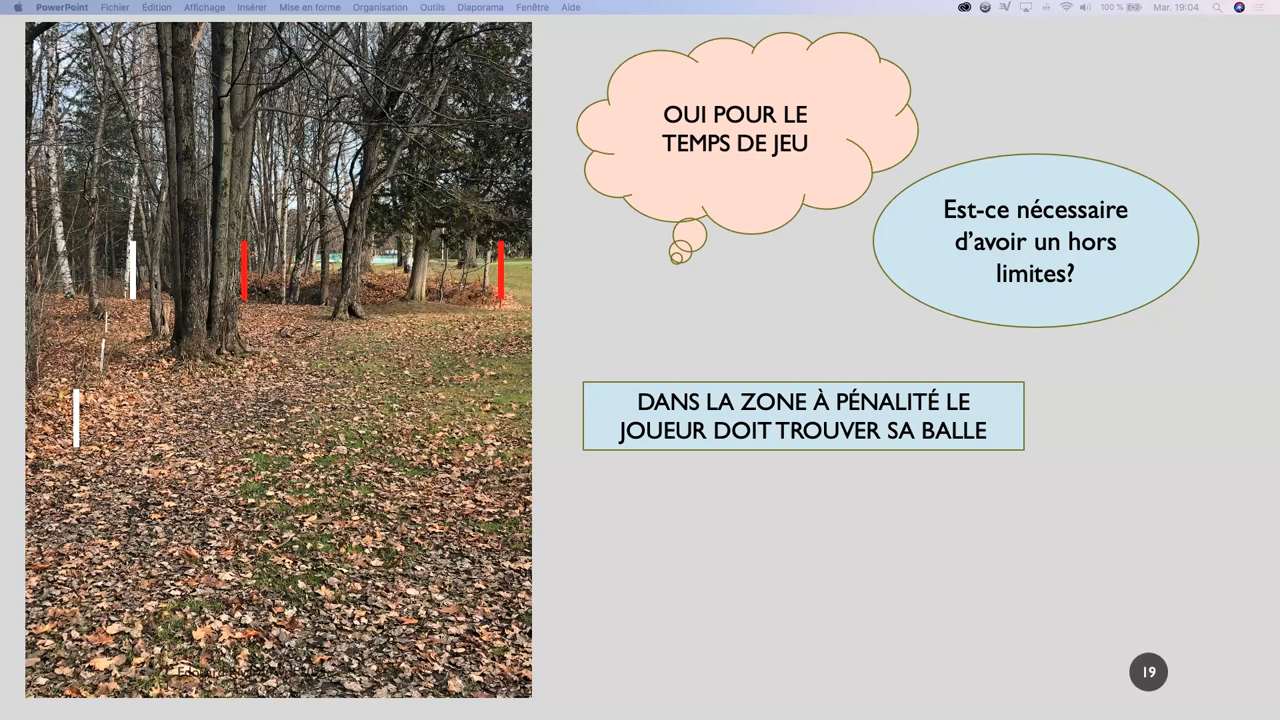 PowerPoint Fichier Édition Affichage Insérer Mise en forme Organisation Outils Diaporama Fenêtre Aide 100 % Mar. 19:04
OUI POUR LE
TEMPS DE JEU
Est-ce nécessaire
d’avoir un hors
limites?
DANS LA ZONE À PÉNALITÉ LE
JOUEUR DOIT TROUVER SA BALLE
19